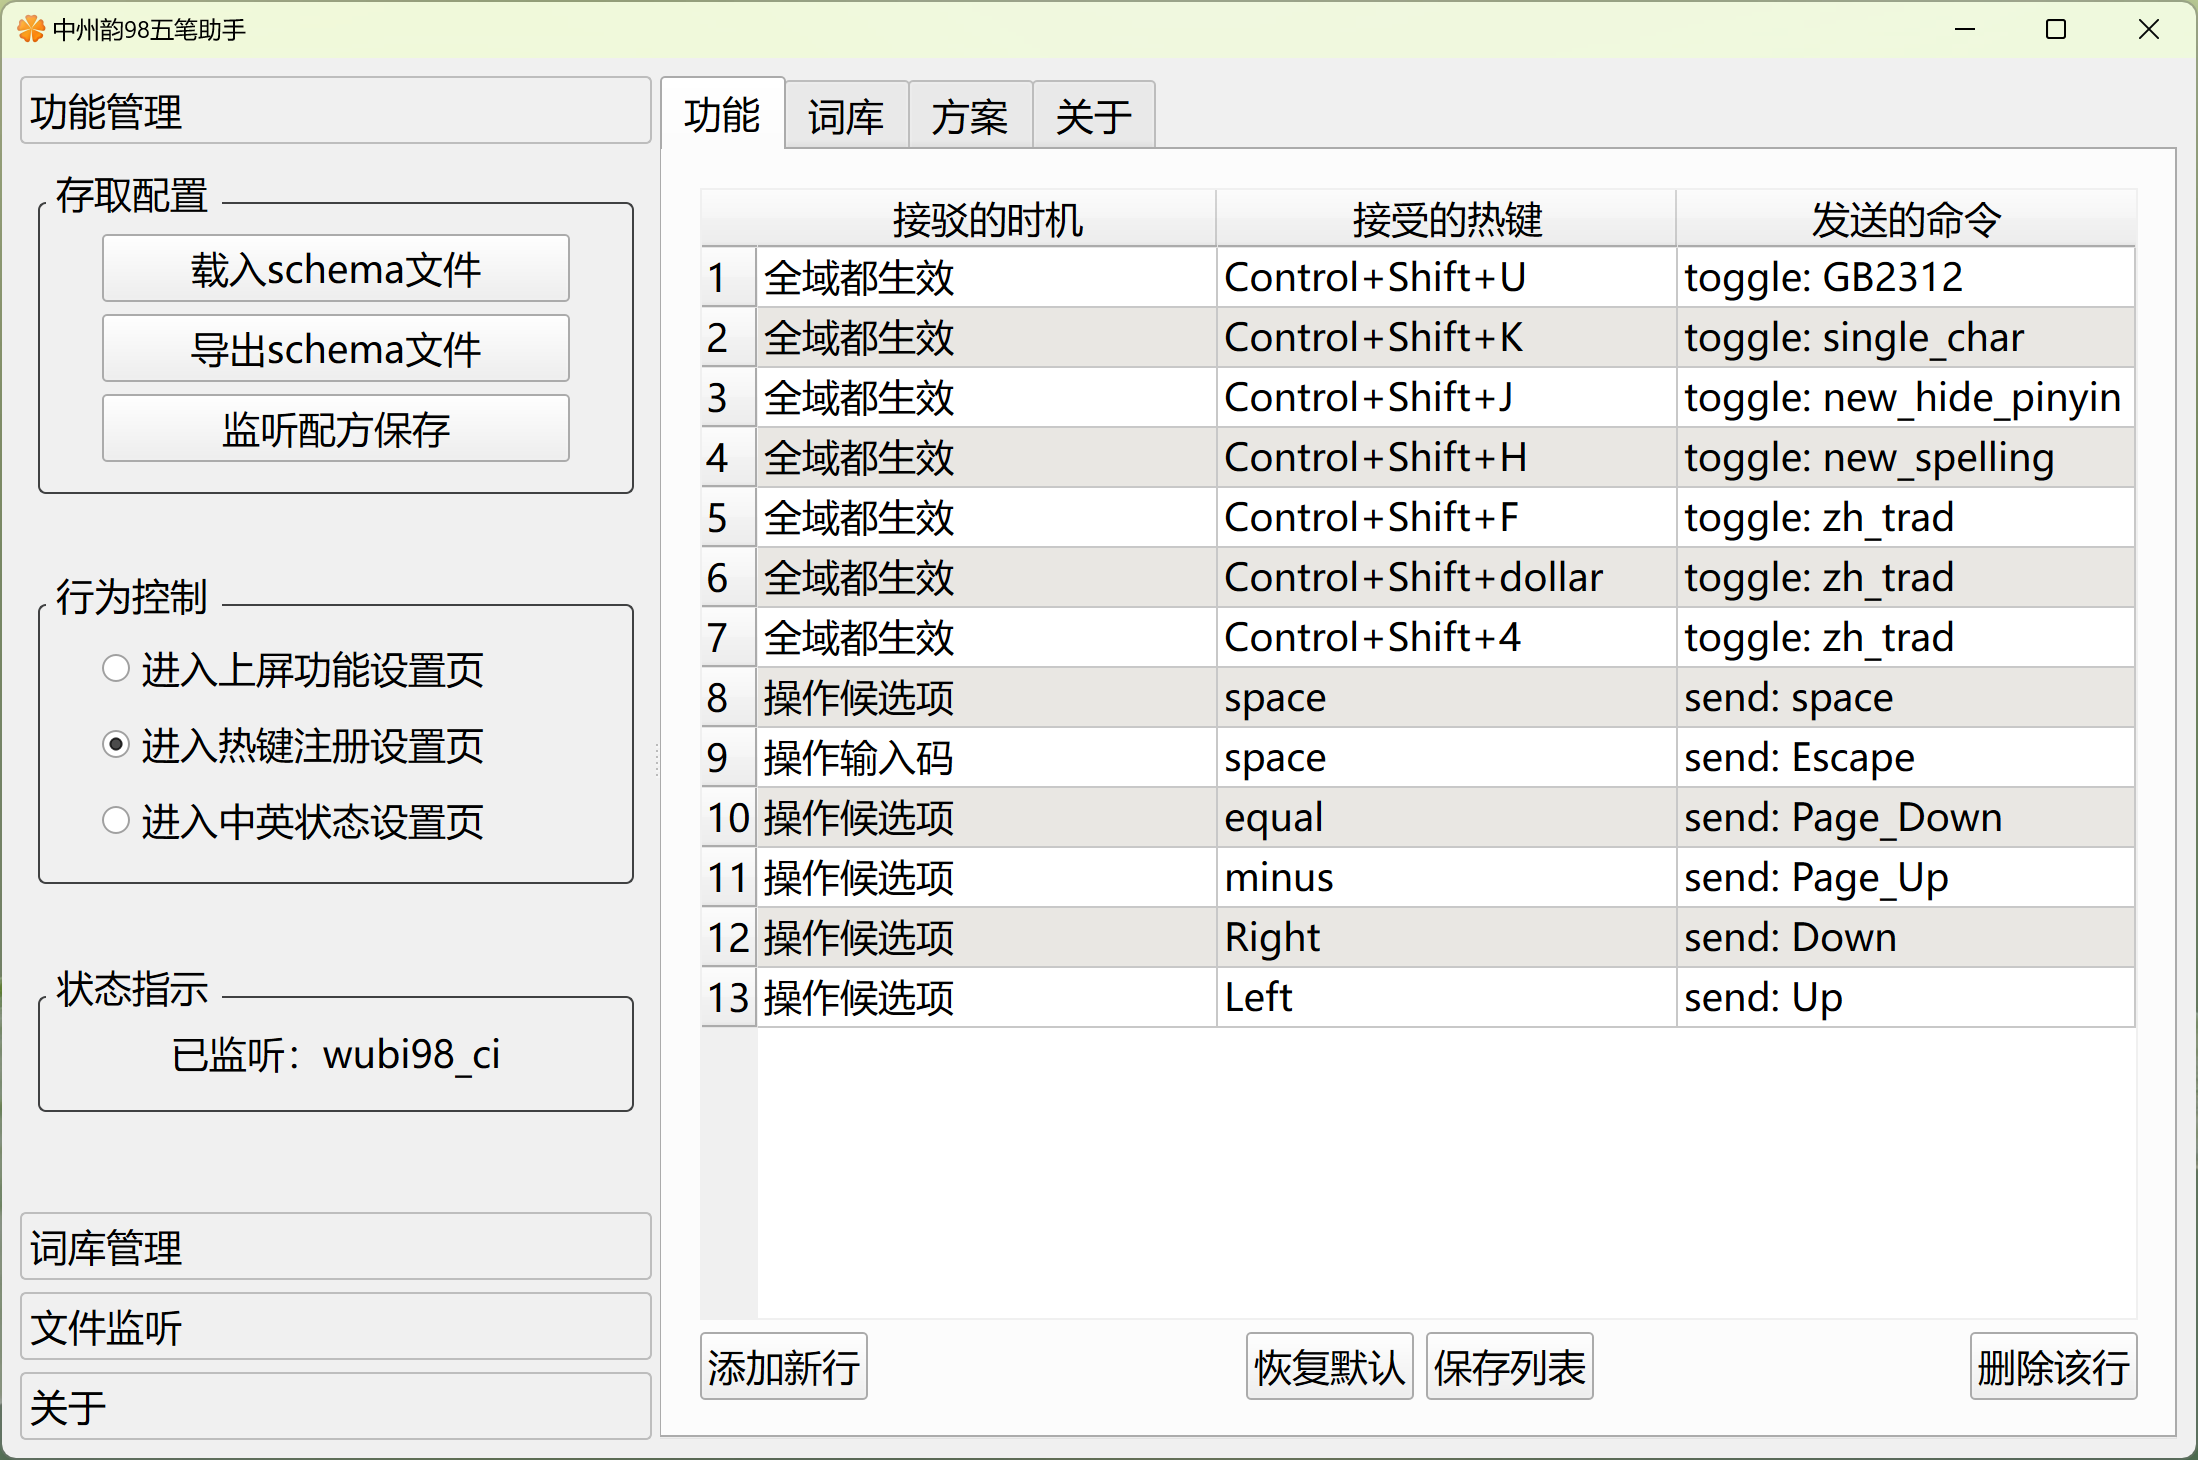 中州韵98五笔助手
功能管理
存取配置
载入schema文件
导出schema文件
监听配方保存
行为控制
进入上屏功能设置页
进入热键注册设置页
进入中英状态设置页
状态指示
已监听：wubi98_ci
词库管理
文件监听
关于
功能 词库 方案 关于
接驳的时机 接受的热键 发送的命令
1 全域都生效 Control+Shift+U toggle: GB2312
2 全域都生效 Control+Shift+K toggle: single_char
3 全域都生效 Control+Shift+J toggle: new_hide_pinyin
4 全域都生效 Control+Shift+H toggle: new_spelling
5 全域都生效 Control+Shift+F toggle: zh_trad
6 全域都生效 Control+Shift+dollar toggle: zh_trad
7 全域都生效 Control+Shift+4 toggle: zh_trad
8 操作候选项 space send: space
9 操作输入码 space send: Escape
10 操作候选项 equal send: Page_Down
11 操作候选项 minus send: Page_Up
12 操作候选项 Right send: Down
13 操作候选项 Left send: Up
添加新行 恢复默认 保存列表 删除该行